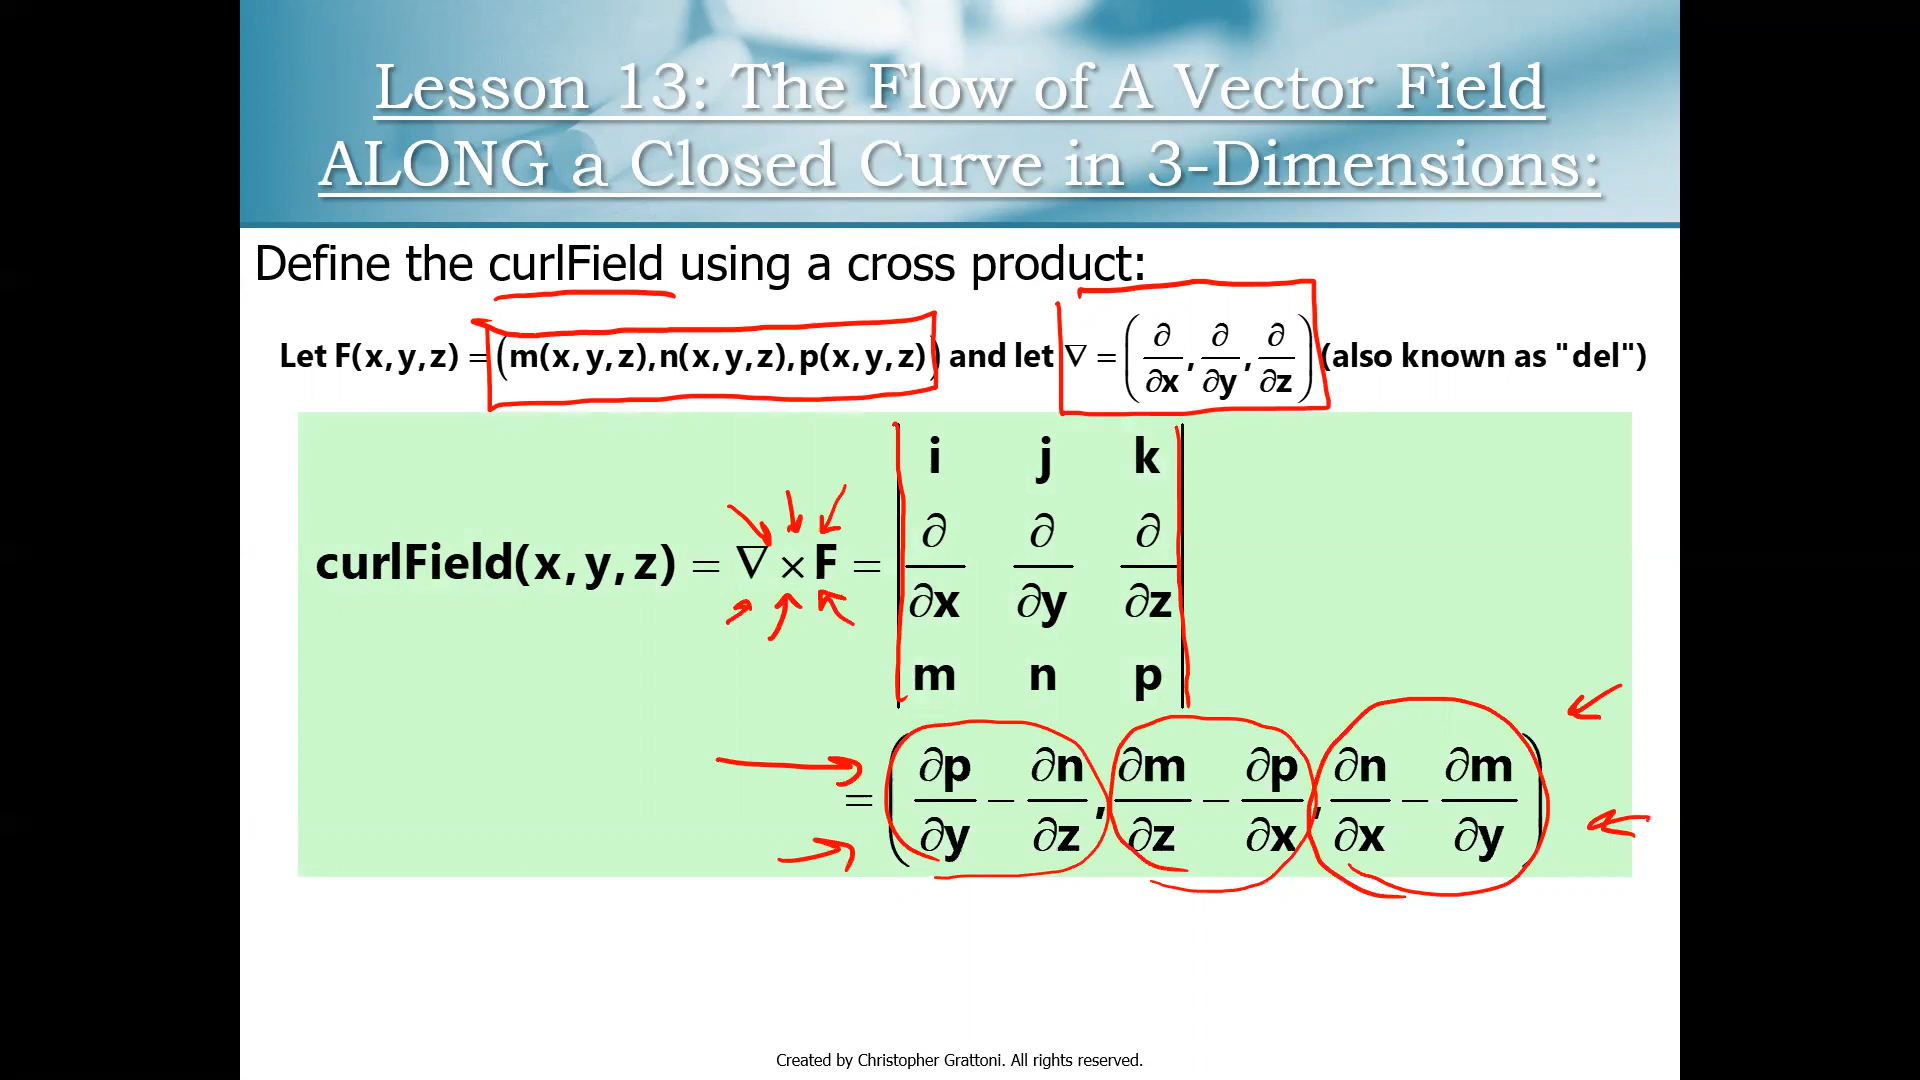 Lesson 13: The Flow of A Vector Field
ALONG a Closed Curve in 3-Dimensions:
Define the curlField using a cross product:
Let F(x,y,z) = (m(x,y,z),n(x,y,z),p(x,y,z)) and let ∇ = (∂/∂x, ∂/∂y, ∂/∂z) (also known as "del")
i j k
curlField(x,y,z) = ∇ × F = | ∂/∂x ∂/∂y ∂/∂z |
m n p
= (∂p/∂y − ∂n/∂z, ∂m/∂z − ∂p/∂x, ∂n/∂x − ∂m/∂y)
Created by Christopher Grattoni. All rights reserved.